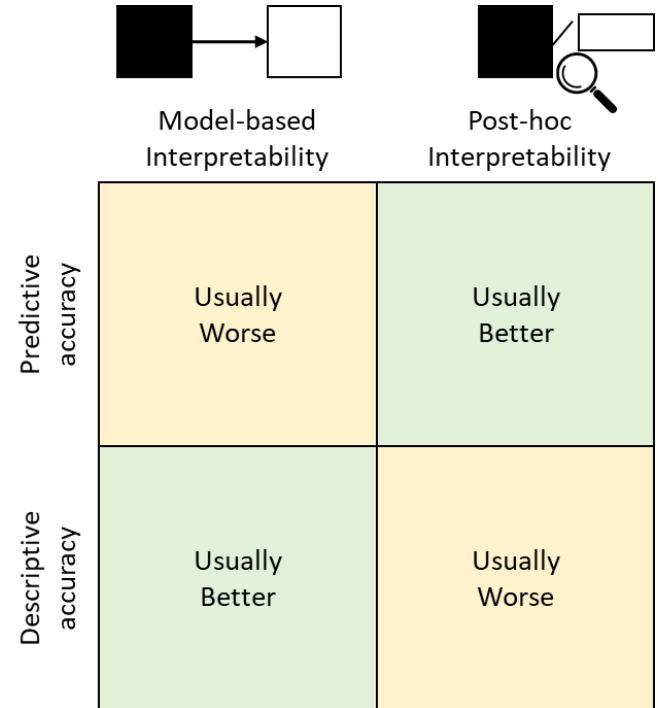 Model-based
Interpretability
Post-hoc
Interpretability
Predictive
accuracy
Usually
Worse
Usually
Better
Descriptive
accuracy
Usually
Better
Usually
Worse